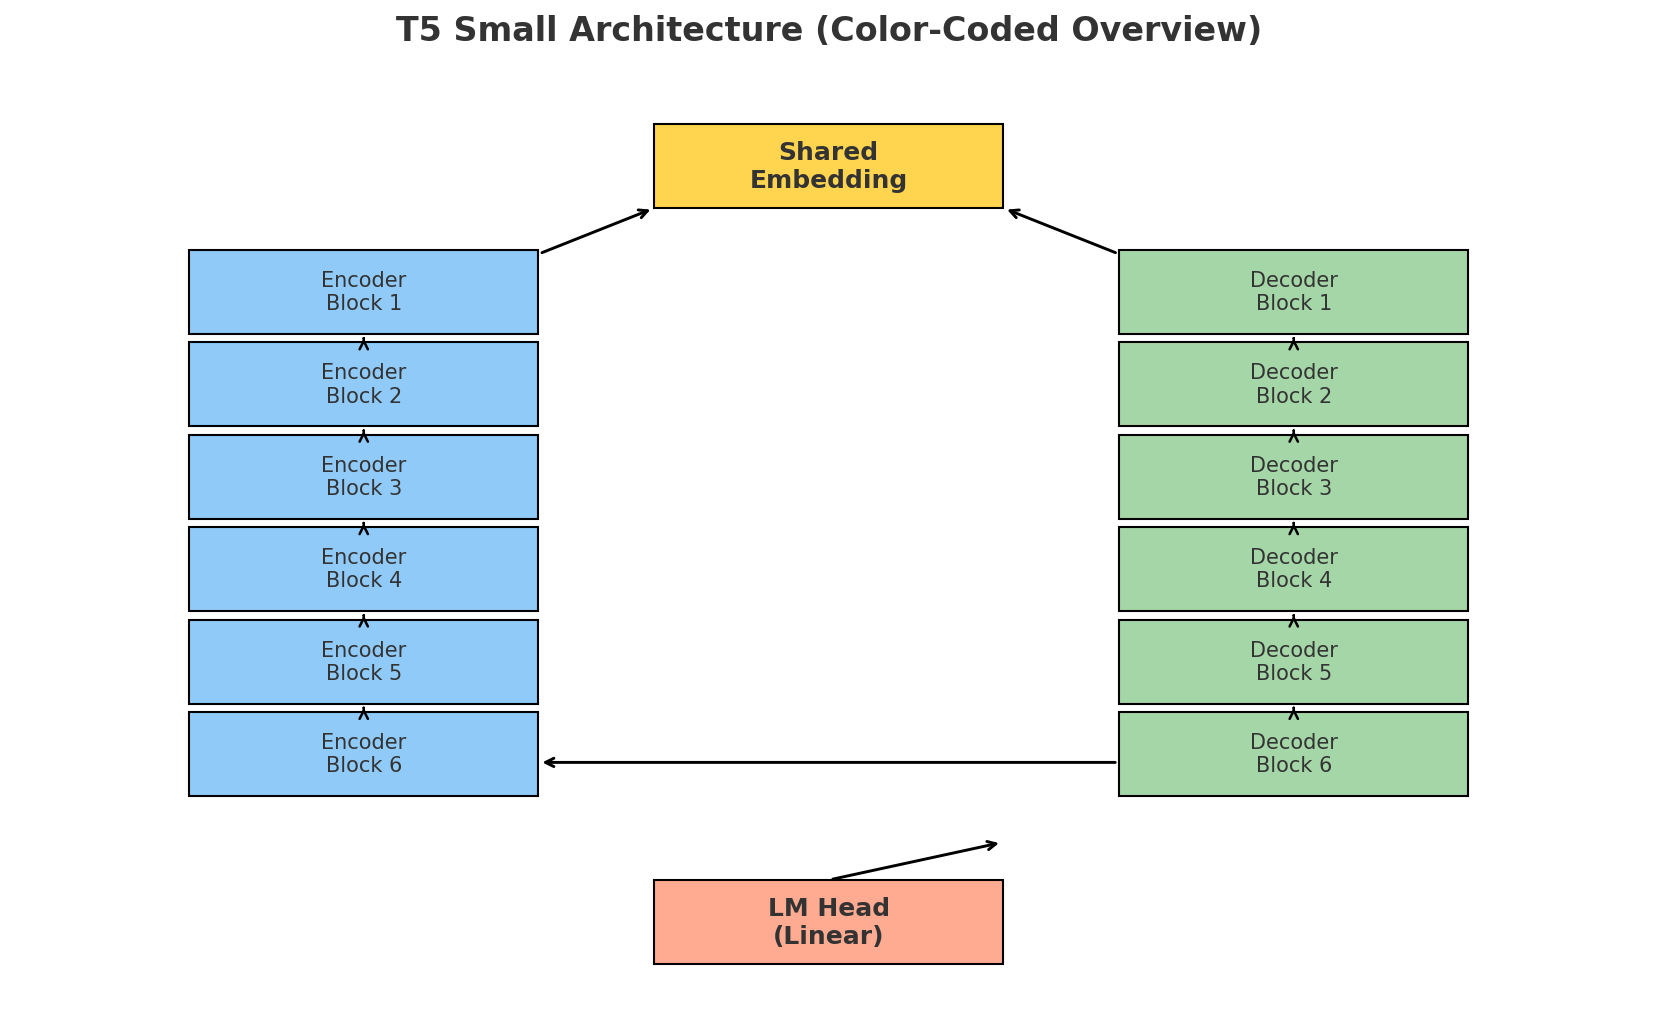 T5 Small Architecture (Color-Coded Overview)
Shared
Embedding
Encoder
Block 1
Encoder
Block 2
Encoder
Block 3
Encoder
Block 4
Encoder
Block 5
Encoder
Block 6
Decoder
Block 1
Decoder
Block 2
Decoder
Block 3
Decoder
Block 4
Decoder
Block 5
Decoder
Block 6
LM Head
(Linear)